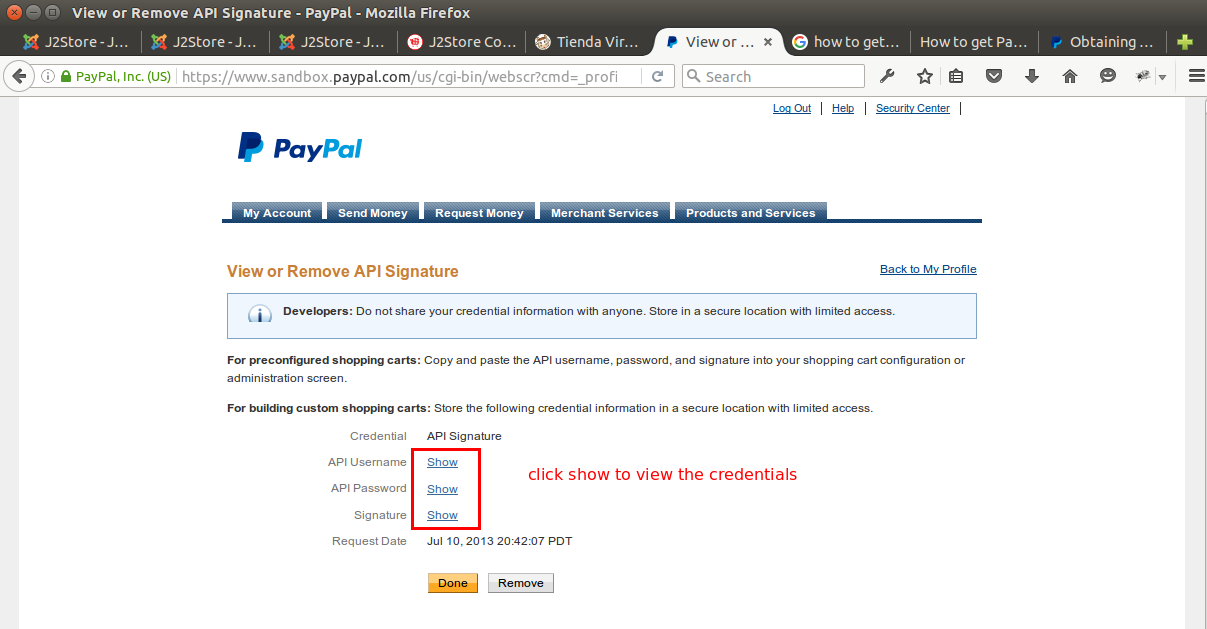 View or Remove API Signature - PayPal - Mozilla Firefox
J2Store - J...
J2Store - J...
J2Store - J...
J2Store Co...
Tienda Vir...
View or ...
how to get...
How to get Pa...
Obtaining ...
PayPal, Inc. (US)
https://www.sandbox.paypal.com/us/cgi-bin/webscr?cmd=_profi
Search
Log Out
Help
Security Center
PayPal
My Account
Send Money
Request Money
Merchant Services
Products and Services
View or Remove API Signature
Back to My Profile
Developers: Do not share your credential information with anyone. Store in a secure location with limited access.
For preconfigured shopping carts: Copy and paste the API username, password, and signature into your shopping cart configuration or
administration screen.
For building custom shopping carts: Store the following credential information in a secure location with limited access.
Credential API Signature
API Username Show
click show to view the credentials
API Password Show
Signature Show
Request Date Jul 10, 2013 20:42:07 PDT
Done
Remove